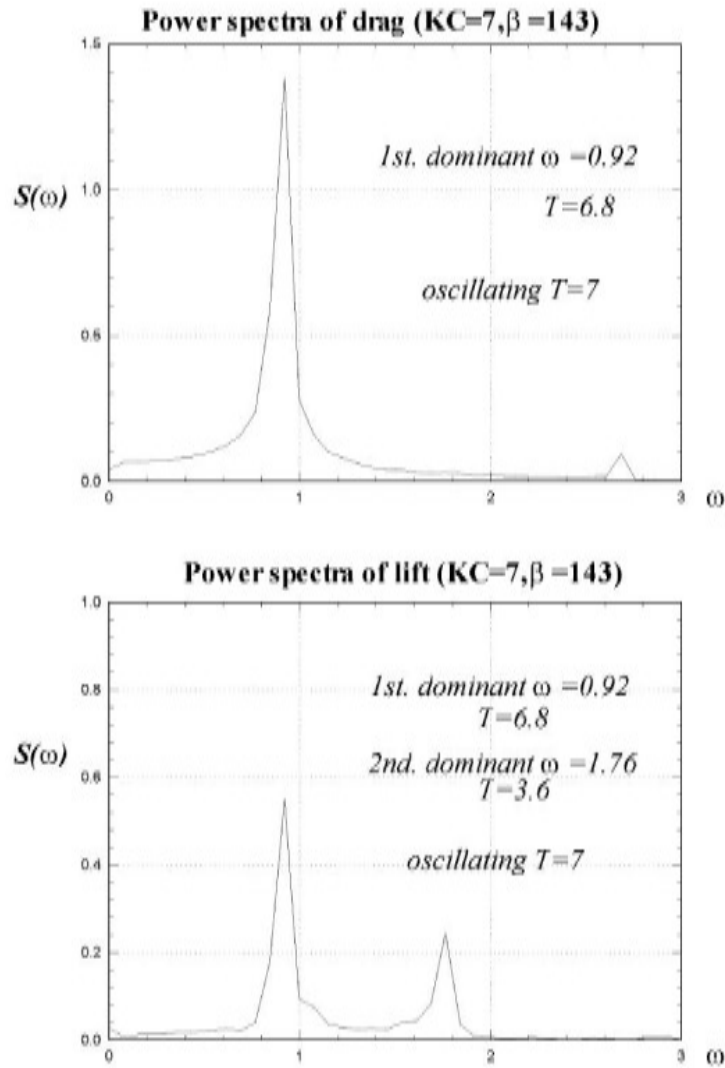 Power spectra of drag (KC=7,β =143)
1.5
1st. dominant ω =0.92
1.0
S(ω)
T=6.8
oscillating T=7
0.5
0.0
0 1 2 3 ω
Power spectra of lift (KC=7,β =143)
1.0
1st. dominant ω =0.92
0.8
T=6.8
S(ω)
2nd. dominant ω =1.76
0.6
T=3.6
oscillating T=7
0.4
0.2
0.0
0 1 2 3 ω